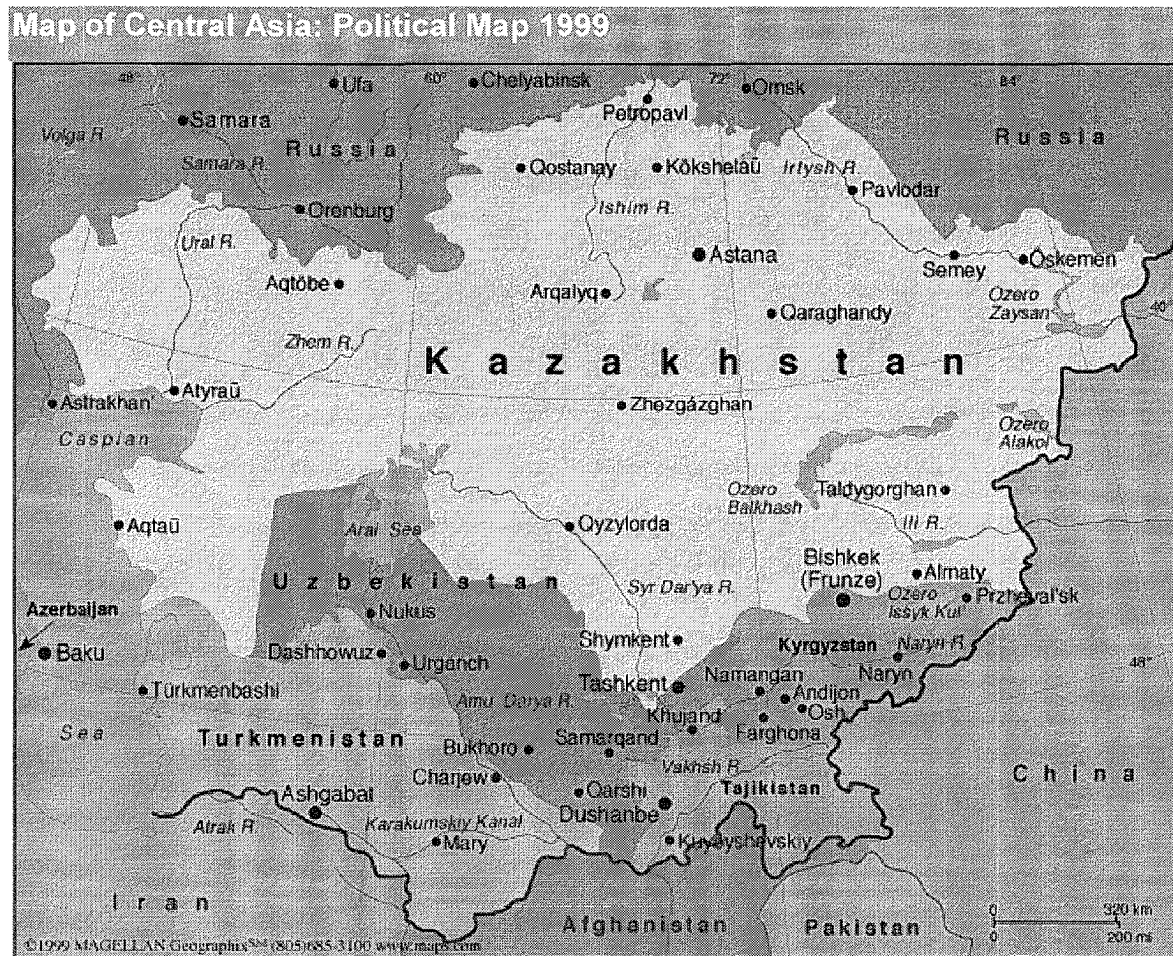 Map of Central Asia: Political Map 1999
48°
Ufa
60°
Chelyabinsk
72°
Omsk
84°
Petropavl
Volga R.
Samara
Russia
Samara R.
Russia
Qostanay
Kökshetaū
Irtysh R.
Pavlodar
Orenburg
Ishim R.
Ural R.
Astana
Semey
Öskemen
Aqtöbe
Arqalyq
Qaraghandy
Ozero
Zaysan
Zhem R.
Kazakhstan
Atyraū
Astrakhan'
Zhezqazghan
Caspian
Ozero
Alakol'
Ozero
Balkhash
Taldyqorghan
Aqtaū
Aral Sea
Qyzylorda
Ili R.
Bishkek
(Frunze)
Almaty
Uzbekistan
Syr Dar'ya R.
Ozero
Issyk Kul'
Przheval'sk
Azerbaijan
Nukus
Baku
Dashhowuz
Urganch
Shymkent
Kyrgyzstan
Naryn R.
48°
Naryn
Türkmenbashi
Tashkent
Namangan
Andijon
Amu Darya R.
Khujand
Osh
Farghona
Sea
Turkmenistan
Bukhoro
Samarqand
Vakhsh R.
China
Charjew
Qarshi
Tajikistan
Ashgabat
Dushanbe
Atrak R.
Karakumskiy Kanal
Mary
Kuybyshevskiy
Iran
Afghanistan
Pakistan
0 320 km
0 200 mi
©1999 MAGELLAN Geographix℠ (805)685-3100 www.maps.com